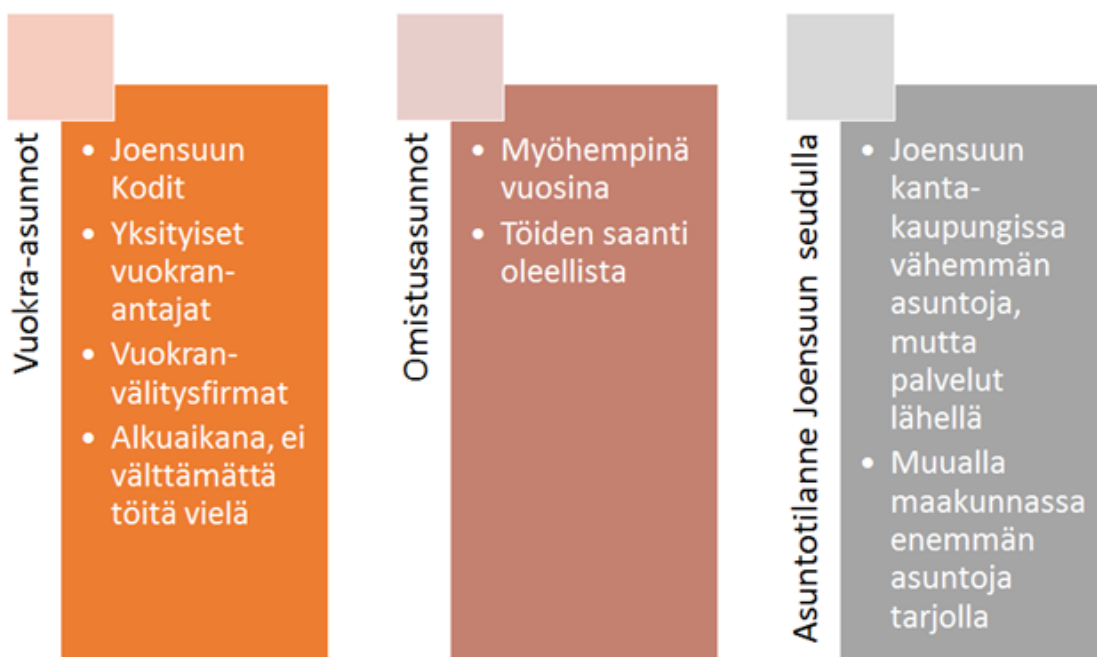 Vuokra-asunnot
• Joensuun
Kodit
• Yksityiset
vuokran-
antajat
• Vuokran-
välitysfirmat
• Alkuaikana, ei
välttämättä
töitä vielä
Omistusasunnot
• Myöhempinä
vuosina
• Töiden saanti
oleellista
Asuntotilanne Joensuun seudulla
• Joensuun
kanta-
kaupungissa
vähemmän
asuntoja,
mutta
palvelut
lähellä
• Muualla
maakunnassa
enemmän
asuntoja
tarjolla